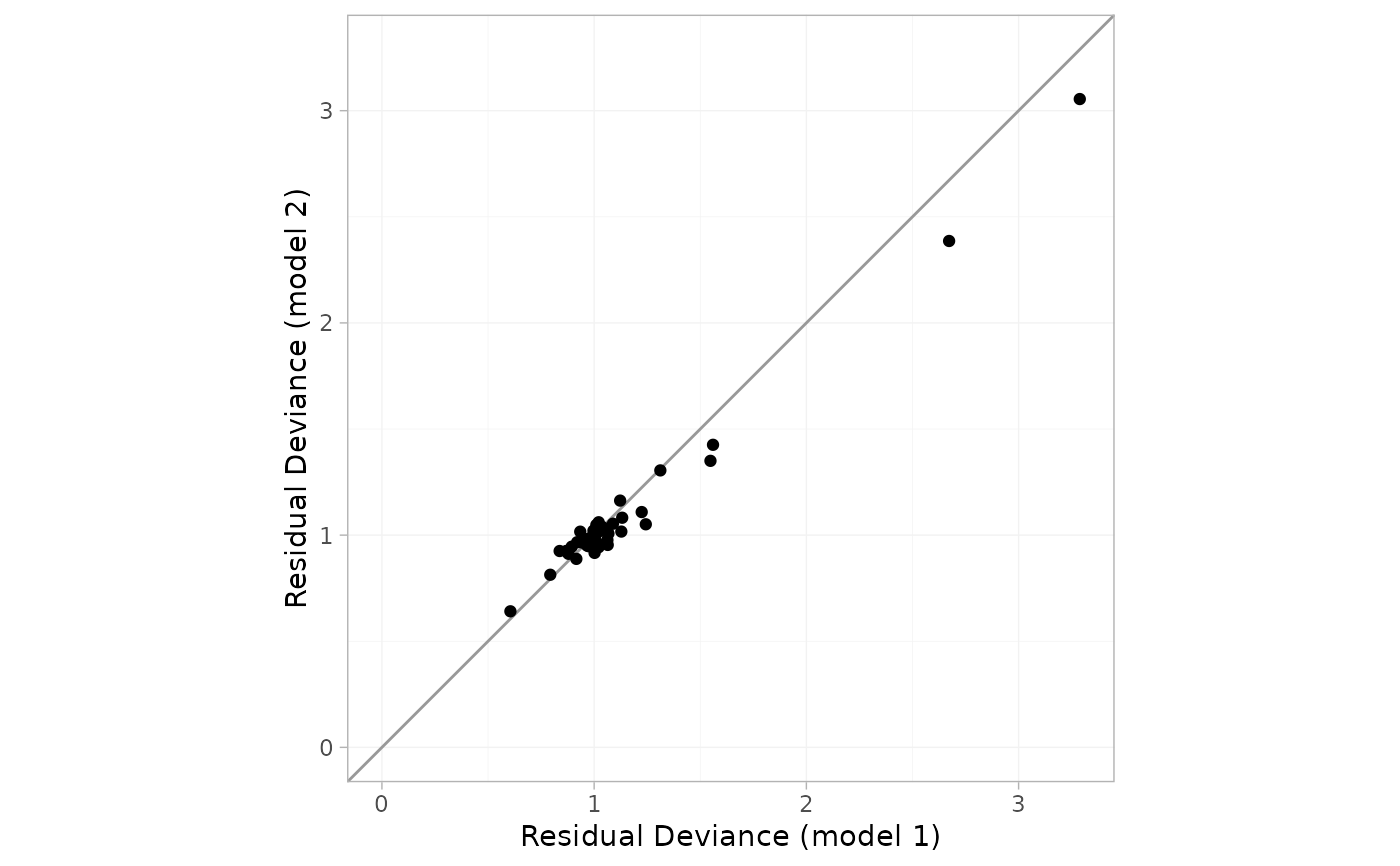 Residual Deviance (model 2)
3
2
1
0
0 1 2 3
Residual Deviance (model 1)